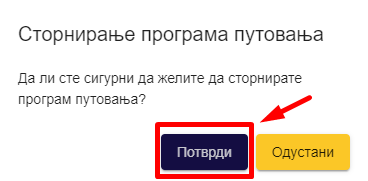 Сторнирање програма путовања
Да ли сте сигурни да желите да сторнирате
програм путовања?
Потврди Одустани